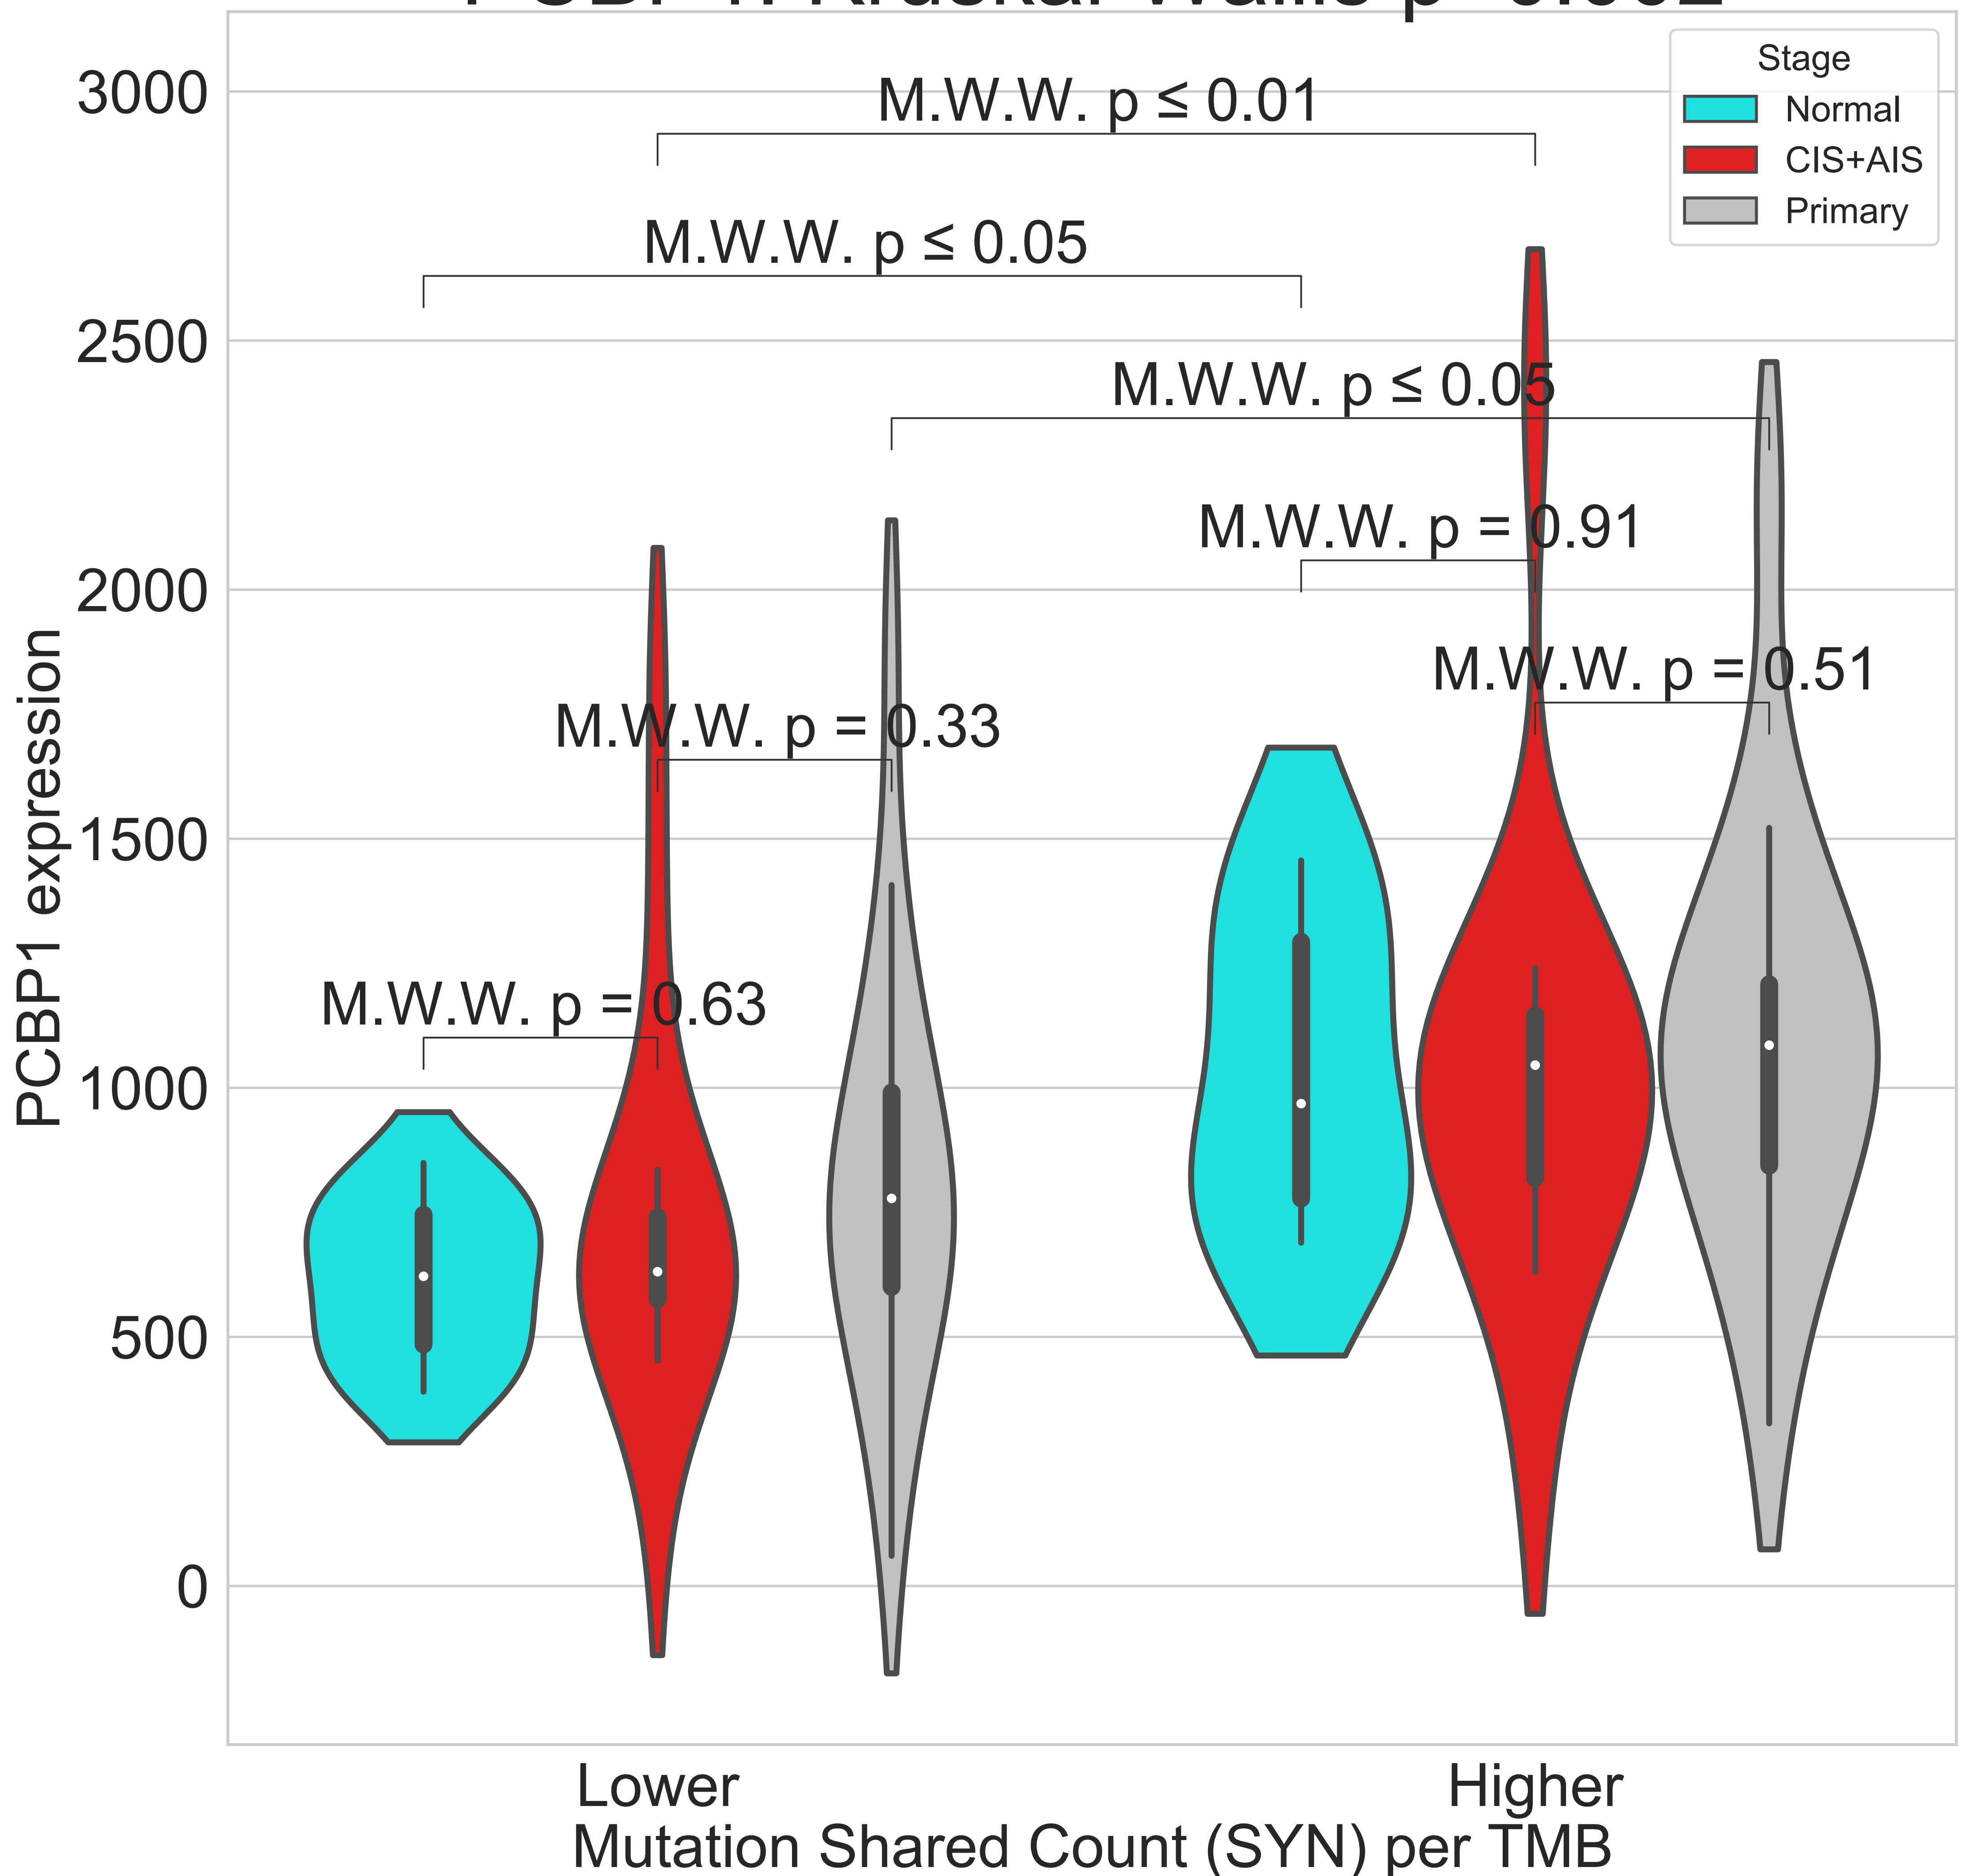 3000
2500
2000
1500
1000
500
0
PCBP1 expression
Stage
Normal
CIS+AIS
Primary
M.W.W. p ≤ 0.01
M.W.W. p ≤ 0.05
M.W.W. p ≤ 0.05
M.W.W. p = 0.91
M.W.W. p = 0.51
M.W.W. p = 0.33
M.W.W. p = 0.63
Lower
Higher
Mutation Shared Count (SYN) per TMB